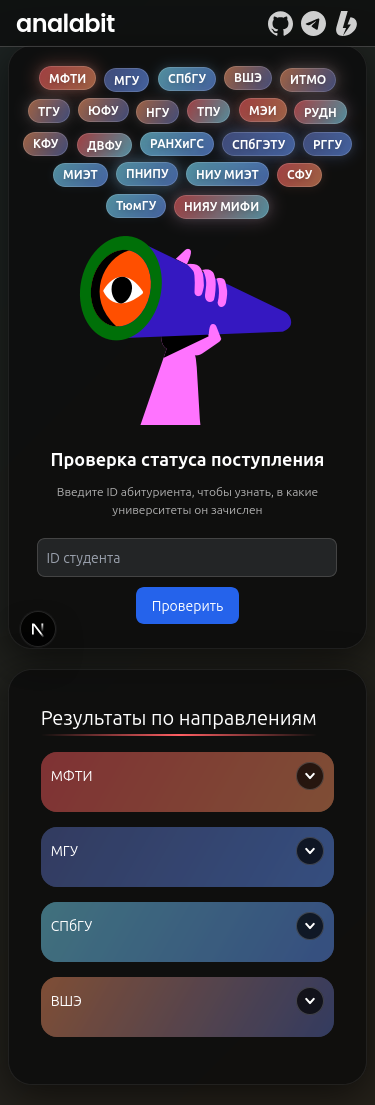 analabit
МФТИ МГУ СПбГУ ВШЭ ИТМО
ТГУ ЮФУ НГУ ТПУ МЭИ РУДН
КФУ ДВФУ РАНХиГС СПбГЭТУ РГГУ
МИЭТ ПНИПУ НИУ МИЭТ СФУ
ТюмГУ НИЯУ МИФИ
Проверка статуса поступления
Введите ID абитуриента, чтобы узнать, в какие
университеты он зачислен
ID студента
Проверить
N
Результаты по направлениям
МФТИ
МГУ
СПбГУ
ВШЭ